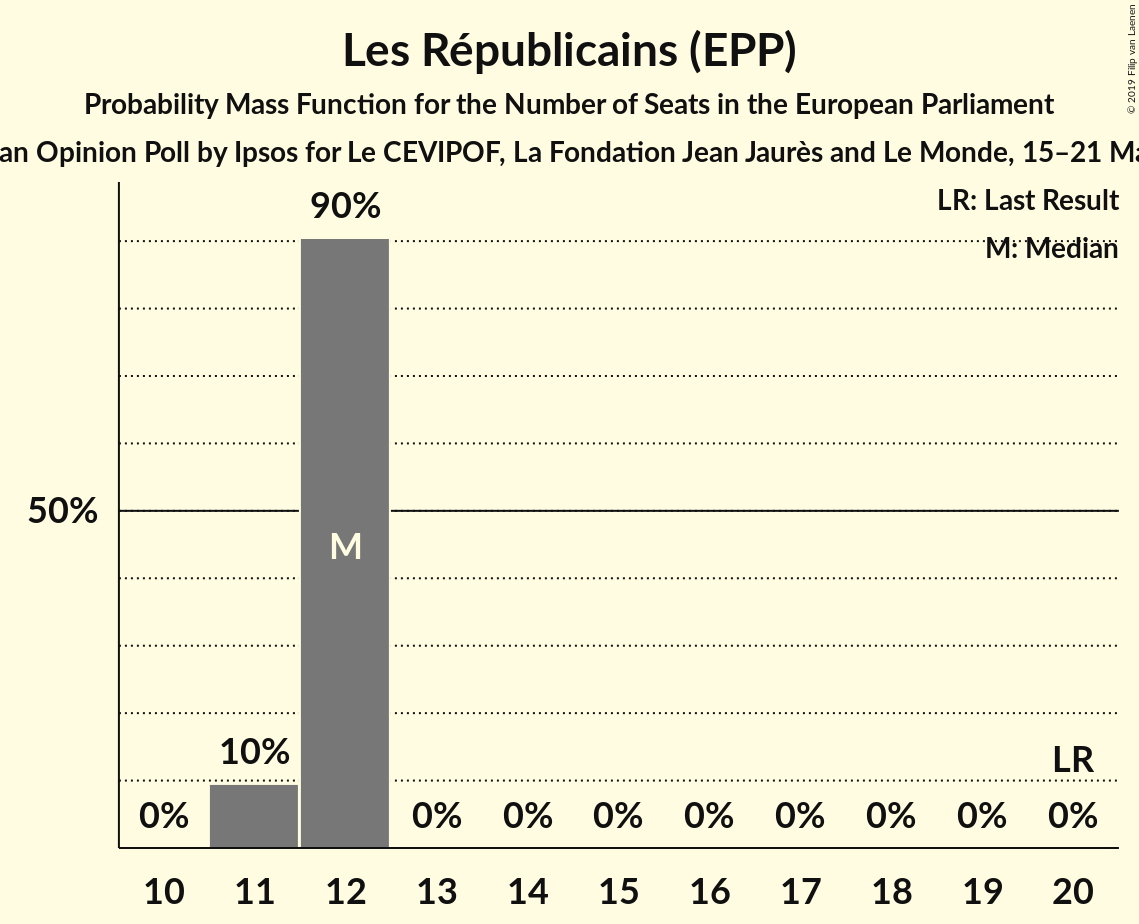 Les Républicains (EPP)
Probability Mass Function for the Number of Seats in the European Parliament
an Opinion Poll by Ipsos for Le CEVIPOF, La Fondation Jean Jaurès and Le Monde, 15–21 Ma
© 2019 Filip van Laenen
LR: Last Result
M: Median
90%
50%
M
10%
LR
0% 0% 0% 0% 0% 0% 0% 0% 0%
10 11 12 13 14 15 16 17 18 19 20